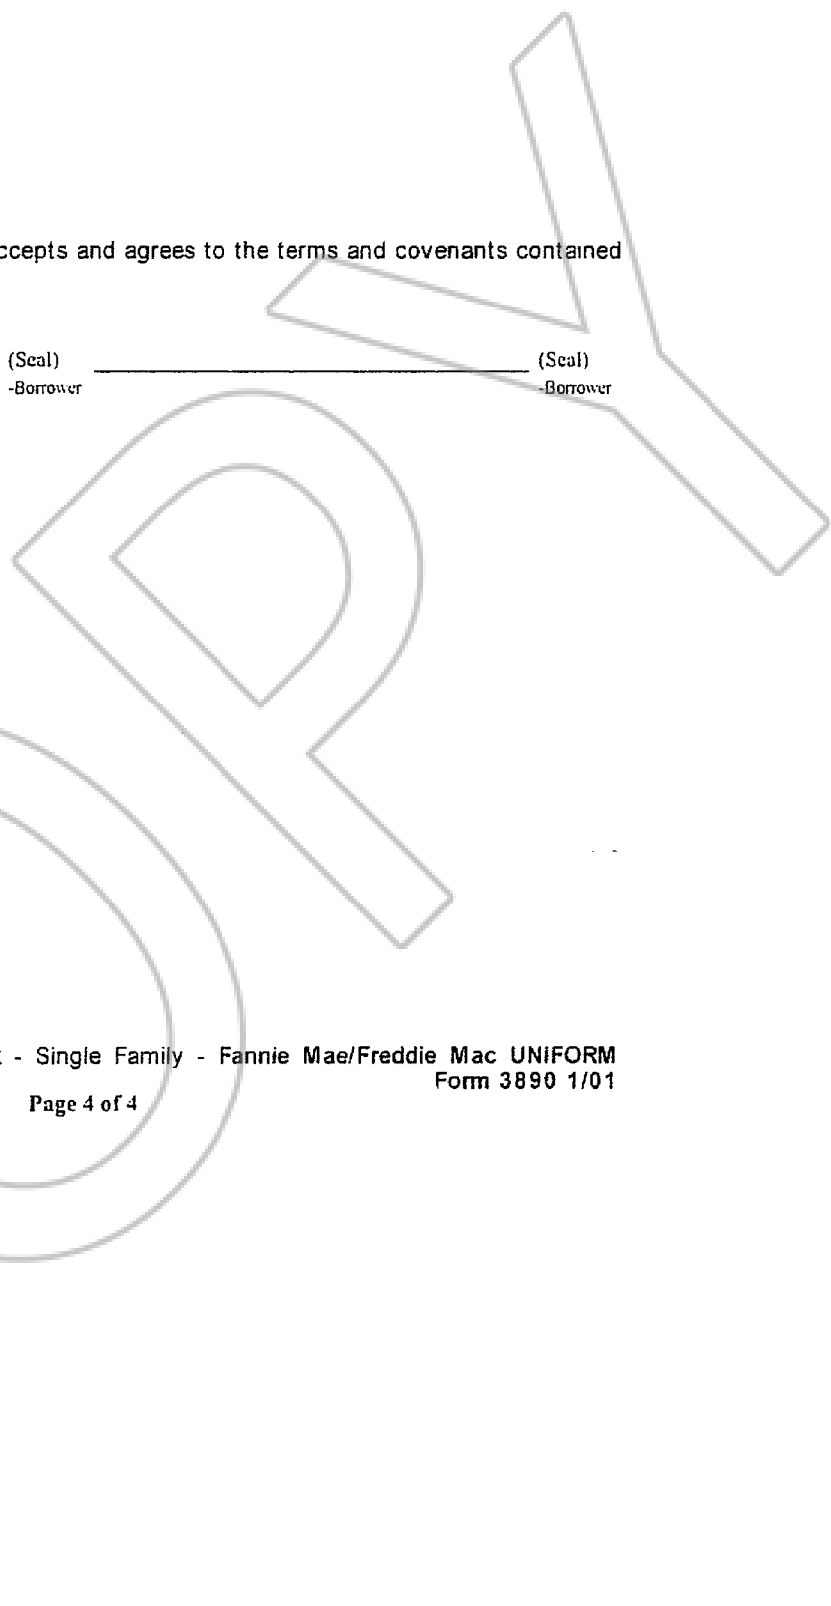 ccepts and agrees to the terms and covenants contained
(Seal) (Seal)
-Borrower -Borrower
- Single Family - Fannie Mae/Freddie Mac UNIFORM
Form 3890 1/01
Page 4 of 4
OPY